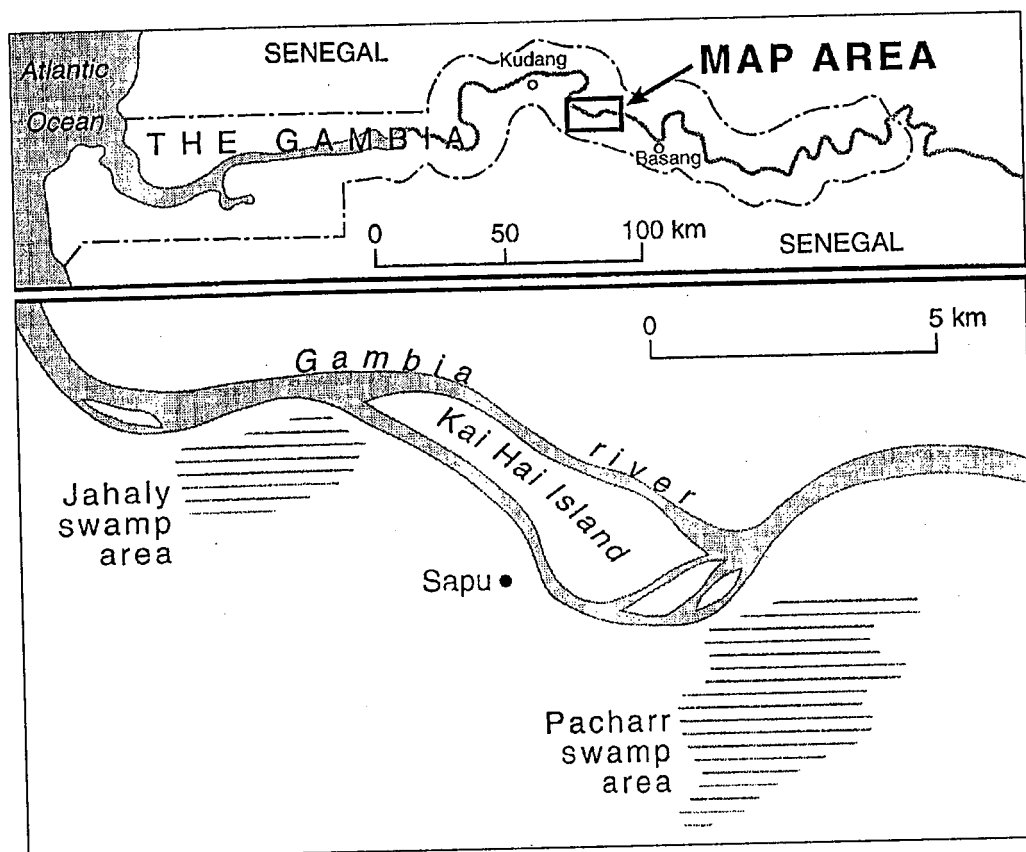 SENEGAL
Kudang
MAP AREA
Atlantic
Ocean
THE GAMBIA
Basang
0 50 100 km
SENEGAL
0 5 km
Gambia
river
Kai Hai Island
Jahaly
swamp
area
Sapu
Pacharr
swamp
area